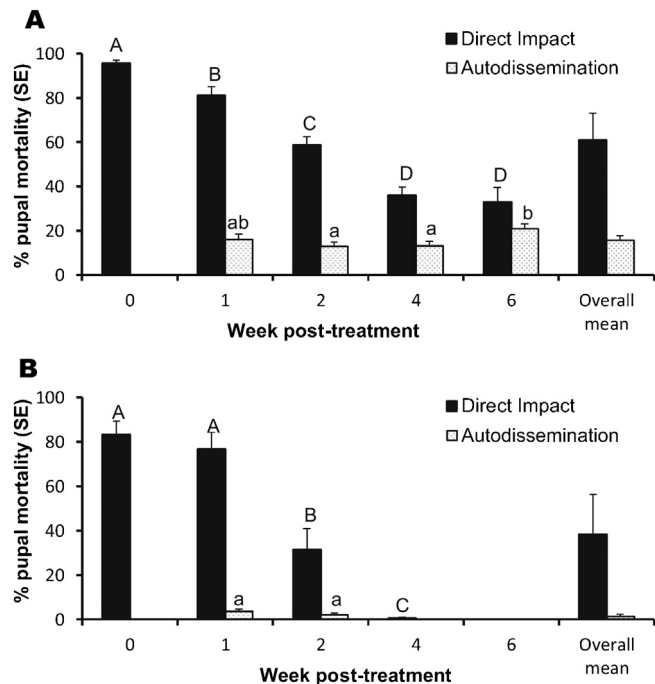 A
% pupal mortality (SE)
100
80
60
40
20
0
A
B
C
D
D
ab
a
a
b
Direct Impact
Autodissemination
0 1 2 4 6 Overall
mean
Week post-treatment
B
% pupal mortality (SE)
100
80
60
40
20
0
A
A
B
C
a
a
Direct Impact
Autodissemination
0 1 2 4 6 Overall
mean
Week post-treatment